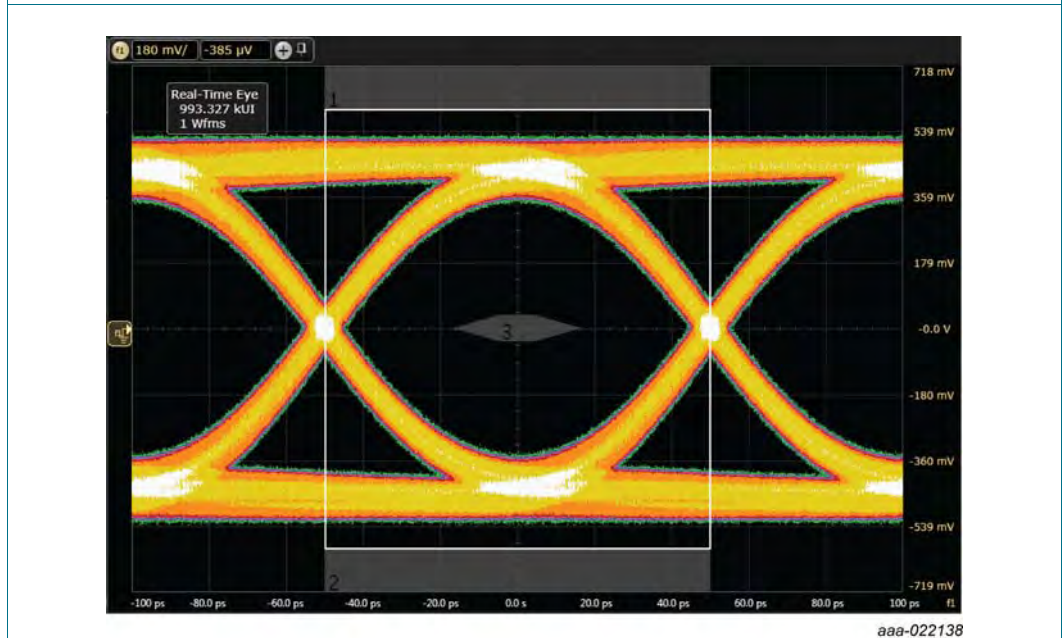 f1 180 mV/ -385 µV
Real-Time Eye
993.327 kUI
1 Wfms
1
718 mV
539 mV
359 mV
179 mV
3
-0.0 V
-180 mV
-360 mV
-539 mV
2
-719 mV
-100 ps -80.0 ps -60.0 ps -40.0 ps -20.0 ps 0.0 s 20.0 ps 40.0 ps 60.0 ps 80.0 ps 100 ps f1
aaa-022138